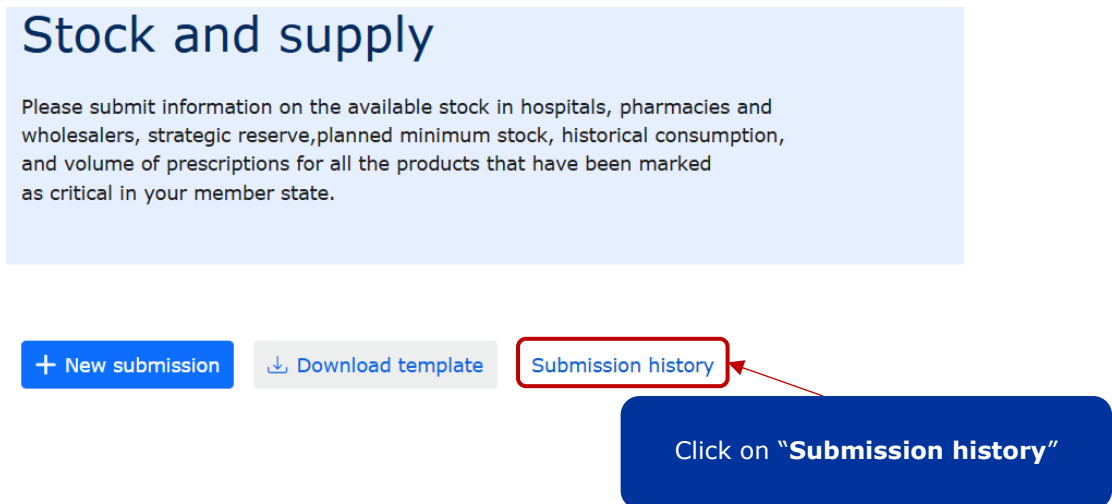 Stock and supply
Please submit information on the available stock in hospitals, pharmacies and
wholesalers, strategic reserve,planned minimum stock, historical consumption,
and volume of prescriptions for all the products that have been marked
as critical in your member state.
+ New submission
Download template
Submission history
Click on “Submission history”